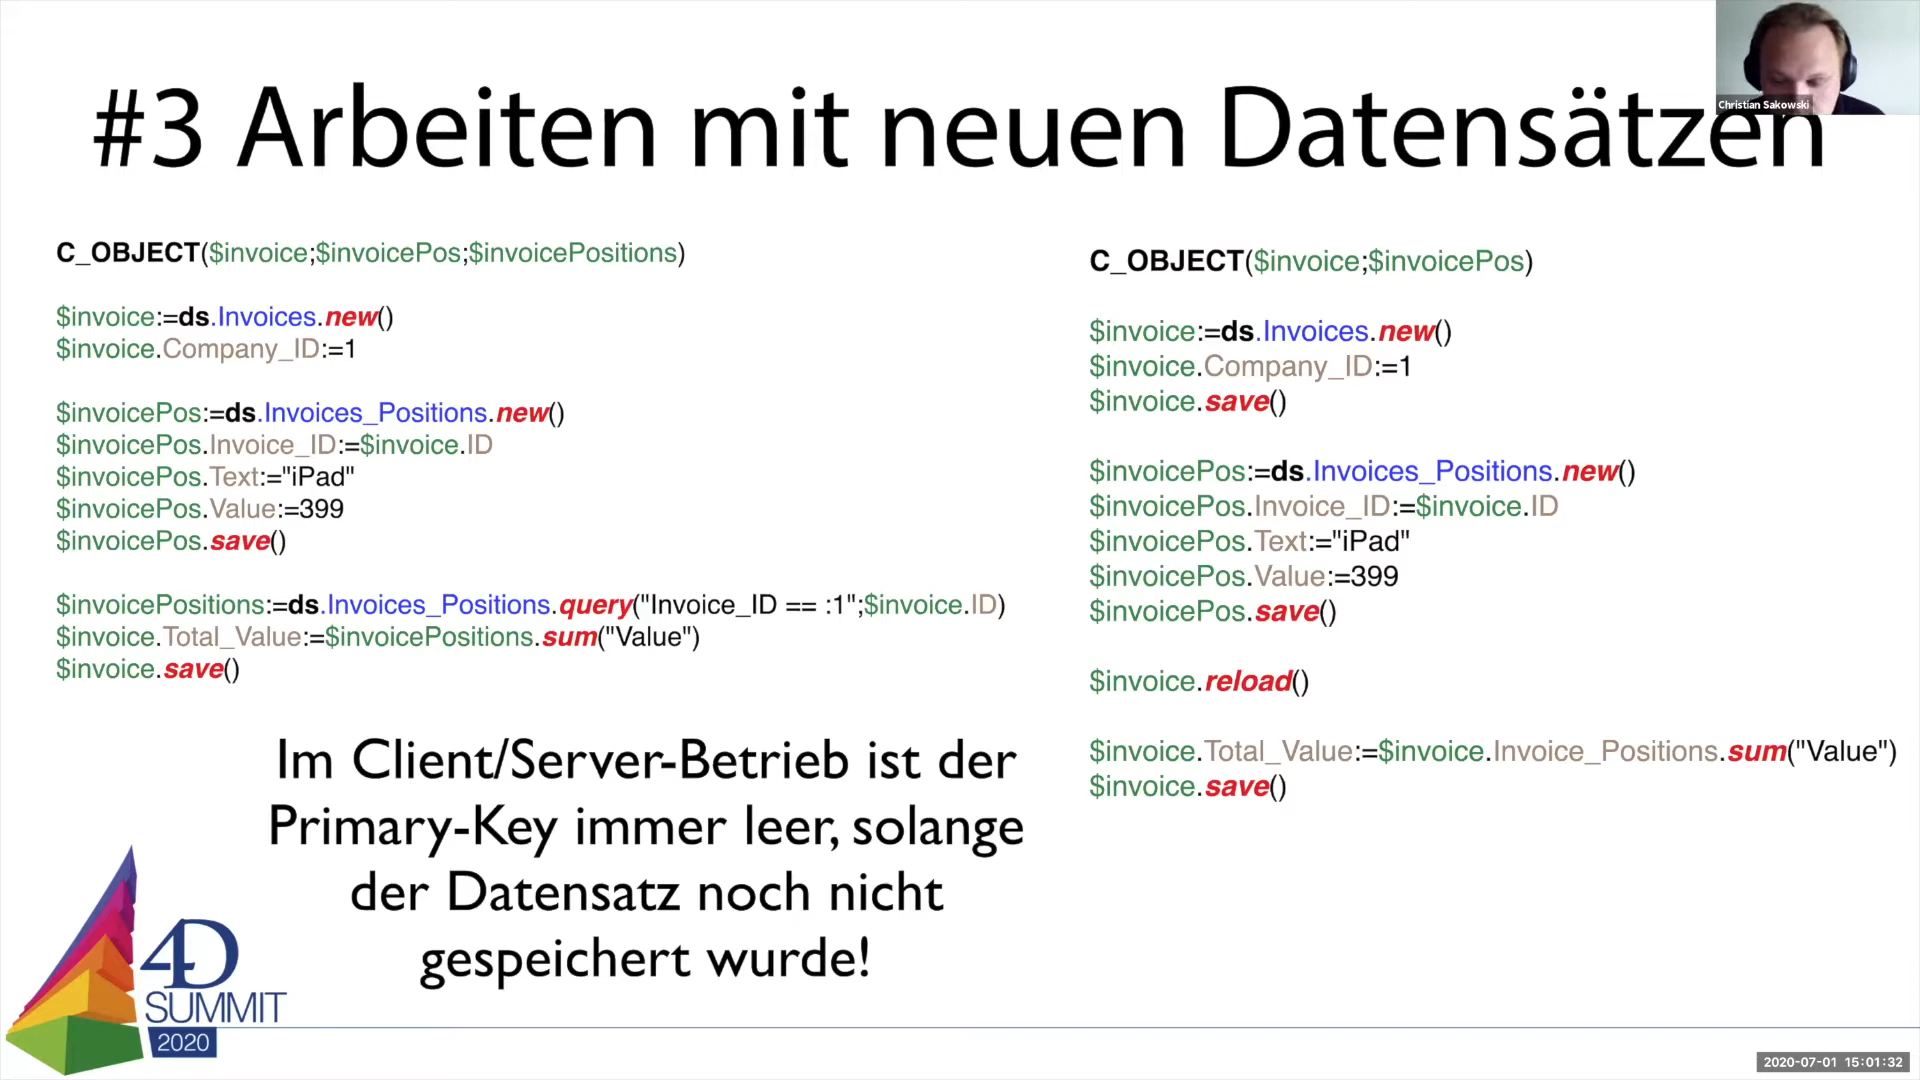 #3 Arbeiten mit neuen Datensätzen
Christian Sakowski
C_OBJECT($invoice;$invoicePos;$invoicePositions)
$invoice:=ds.Invoices.new()
$invoice.Company_ID:=1
$invoicePos:=ds.Invoices_Positions.new()
$invoicePos.Invoice_ID:=$invoice.ID
$invoicePos.Text:="iPad"
$invoicePos.Value:=399
$invoicePos.save()
$invoicePositions:=ds.Invoices_Positions.query("Invoice_ID == :1";$invoice.ID)
$invoice.Total_Value:=$invoicePositions.sum("Value")
$invoice.save()
C_OBJECT($invoice;$invoicePos)
$invoice:=ds.Invoices.new()
$invoice.Company_ID:=1
$invoice.save()
$invoicePos:=ds.Invoices_Positions.new()
$invoicePos.Invoice_ID:=$invoice.ID
$invoicePos.Text:="iPad"
$invoicePos.Value:=399
$invoicePos.save()
$invoice.reload()
$invoice.Total_Value:=$invoice.Invoice_Positions.sum("Value")
$invoice.save()
Im Client/Server-Betrieb ist der
Primary-Key immer leer, solange
der Datensatz noch nicht
gespeichert wurde!
4D
SUMMIT
2020
2020-07-01 15:01:32